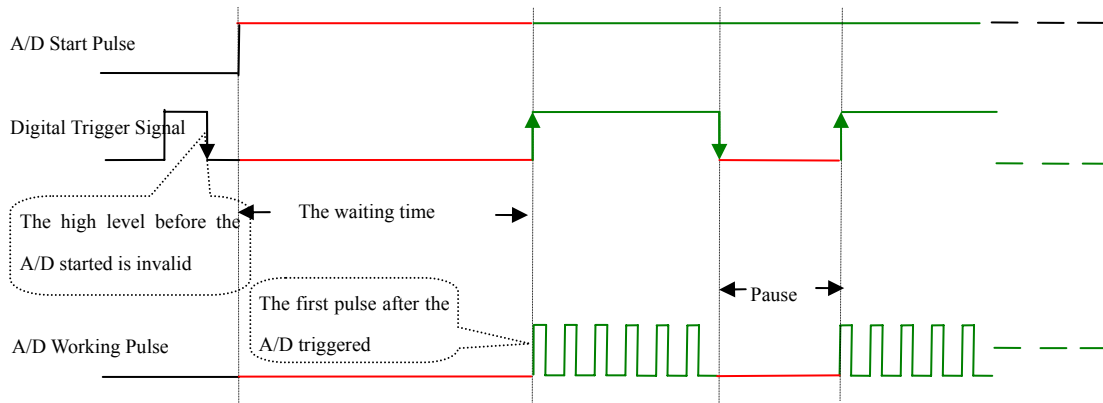 A/D Start Pulse
Digital Trigger Signal
The high level before the
A/D started is invalid
The waiting time
The first pulse after the
A/D triggered
Pause
A/D Working Pulse